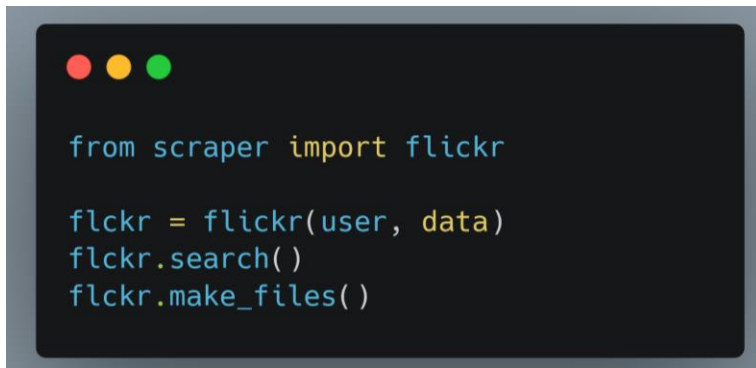 from scraper import flickr
flckr = flickr(user, data)
flckr.search()
flckr.make_files()